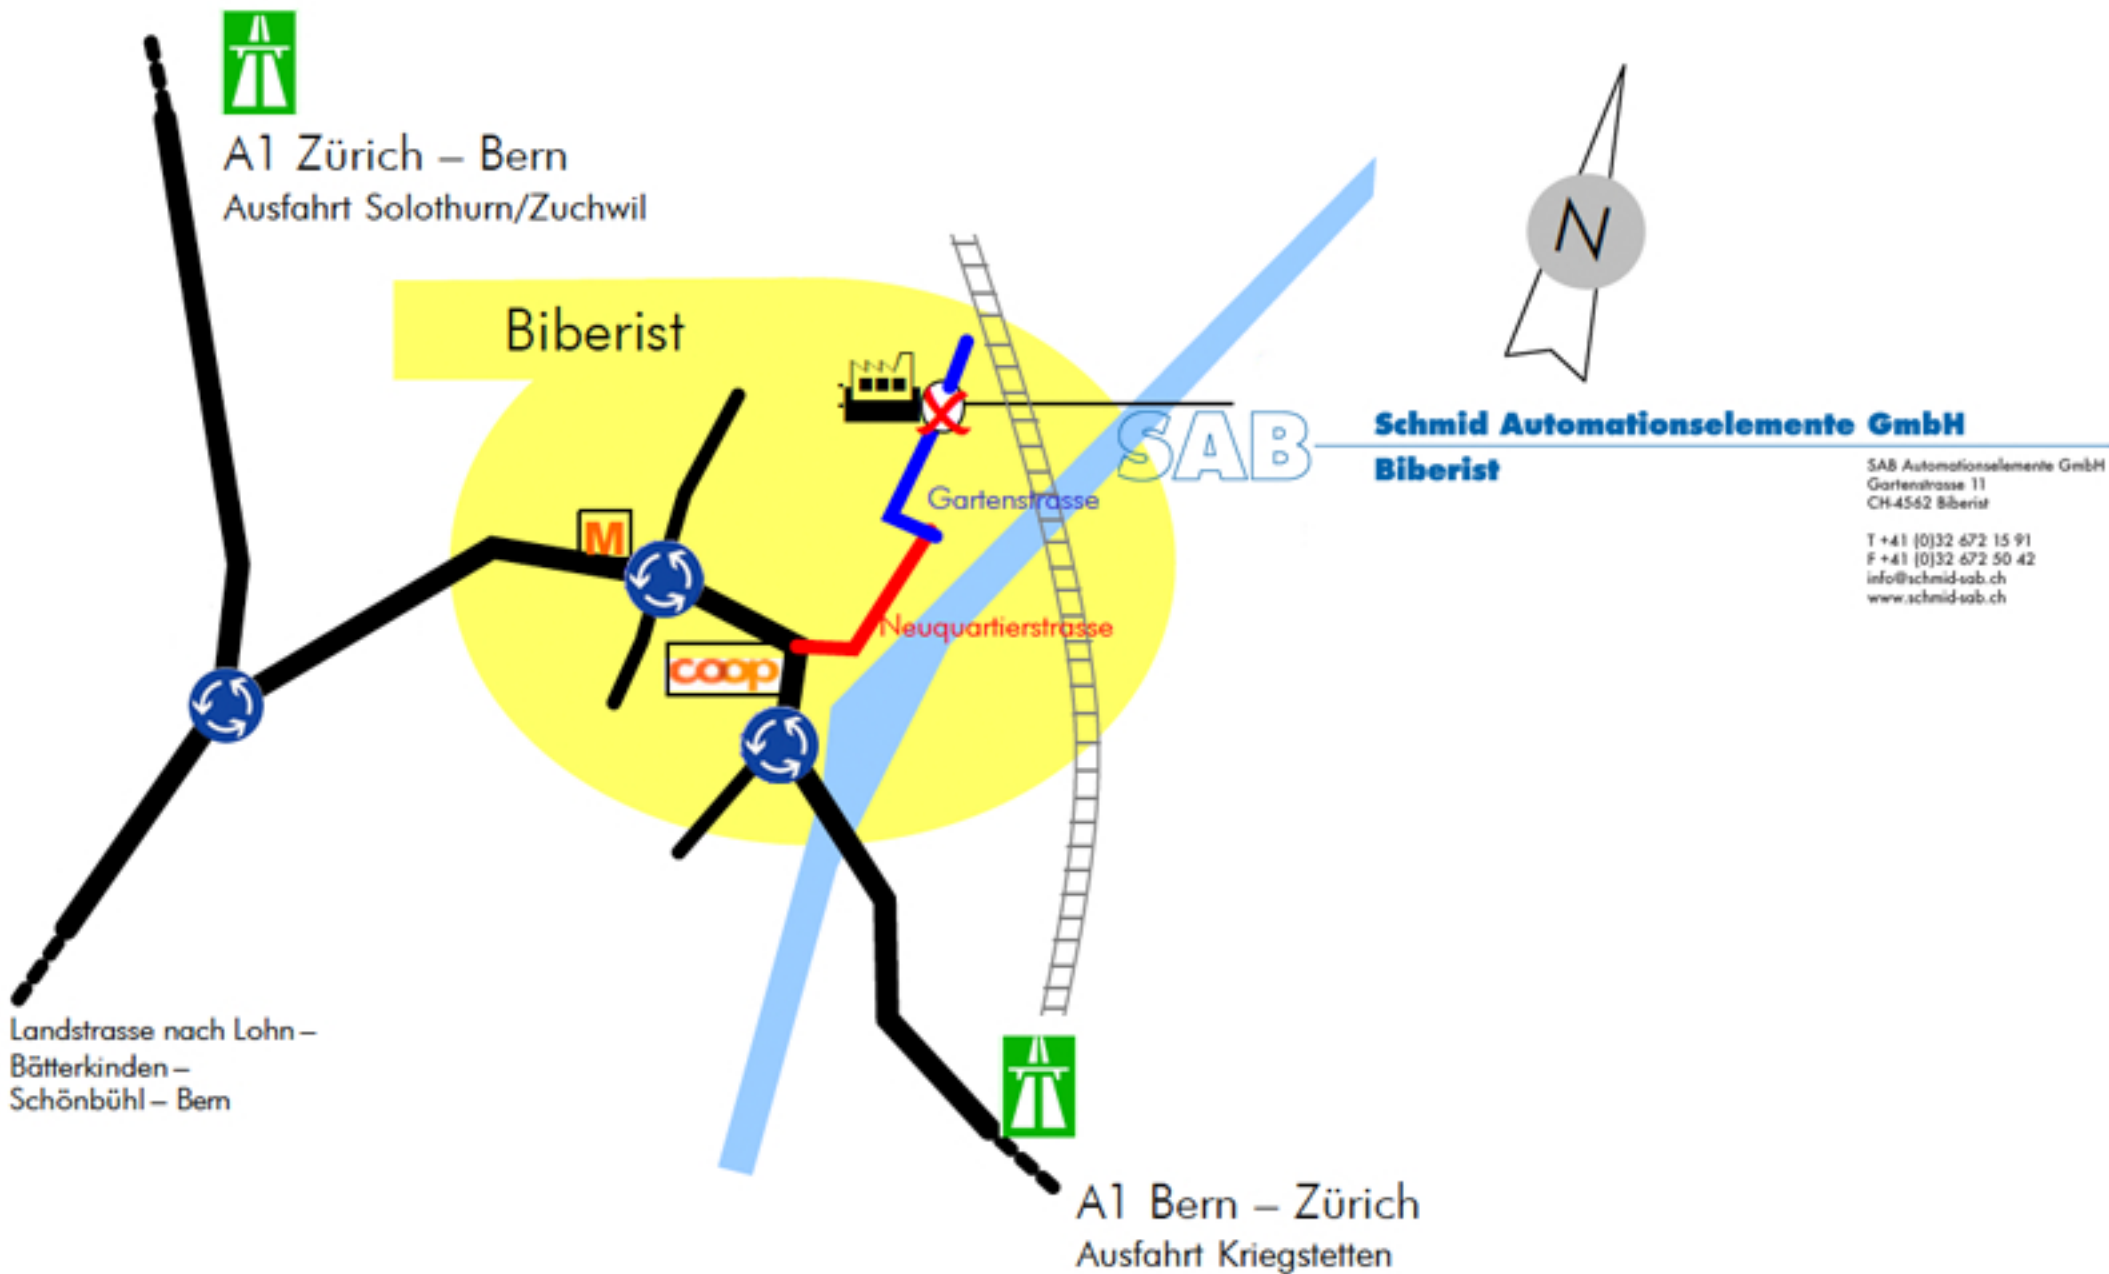 A1 Zürich – Bern
Ausfahrt Solothurn/Zuchwil
N
Biberist
SAB
Schmid Automationselemente GmbH
Biberist
SAB Automationselemente GmbH
Gartenstrasse 11
CH-4562 Biberist
T +41 (0)32 672 15 91
F +41 (0)32 672 50 42
info@schmid-sab.ch
www.schmid-sab.ch
Gartenstrasse
M
Neuquartierstrasse
coop
Landstrasse nach Lohn –
Bätterkinden –
Schönbühl – Bern
A1 Bern – Zürich
Ausfahrt Kriegstetten